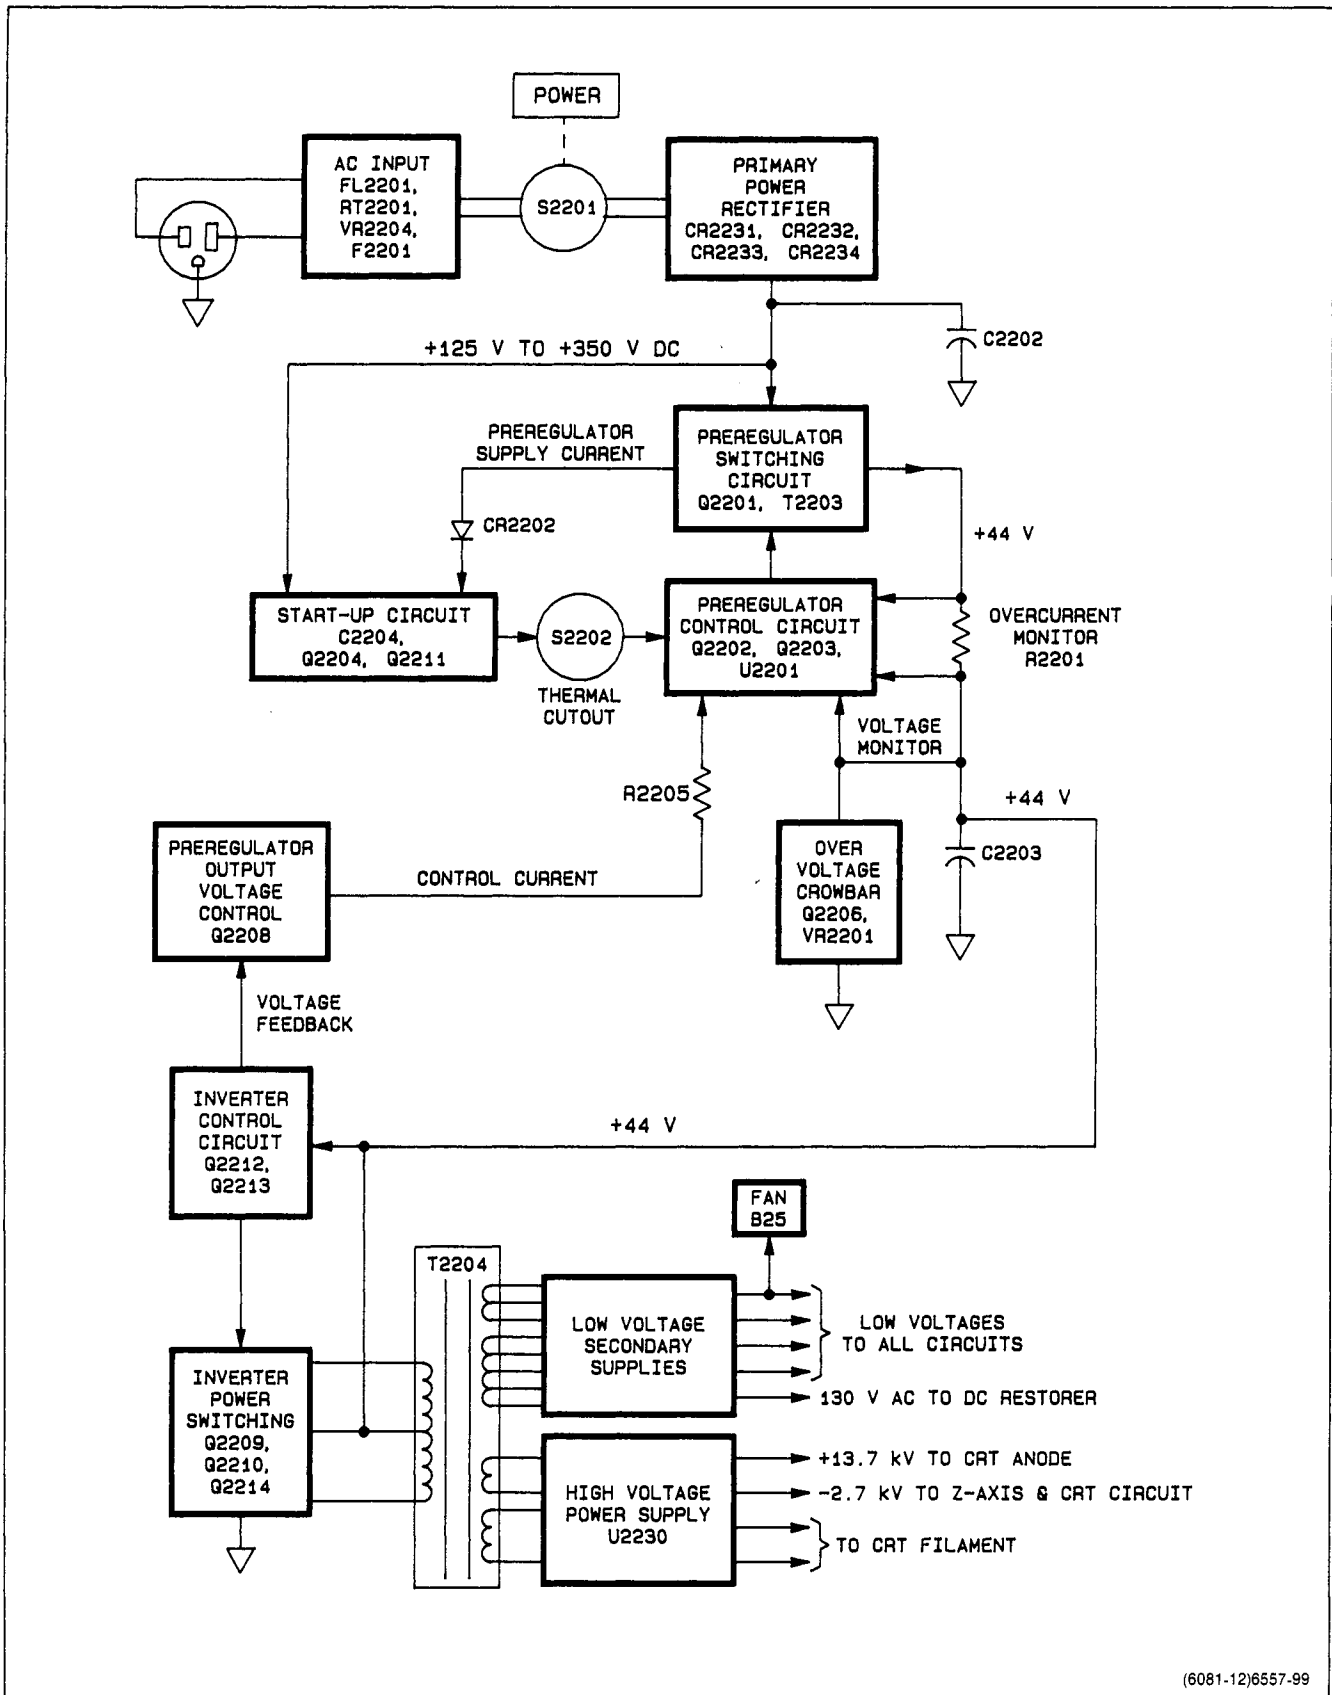 POWER
AC INPUT
FL2201,
RT2201,
VR2204,
F2201
S2201
PRIMARY
POWER
RECTIFIER
CR2231, CR2232,
CR2233, CR2234
+125 V TO +350 V DC
C2202
PREREGULATOR
SUPPLY CURRENT
PREREGULATOR
SWITCHING
CIRCUIT
Q2201, T2203
CR2202
+44 V
START-UP CIRCUIT
C2204,
Q2204, Q2211
S2202
THERMAL
CUTOUT
PREREGULATOR
CONTROL CIRCUIT
Q2202, Q2203,
U2201
OVERCURRENT
MONITOR
R2201
VOLTAGE
MONITOR
R2205
+44 V
PREREGULATOR
OUTPUT
VOLTAGE
CONTROL
Q2208
CONTROL CURRENT
OVER
VOLTAGE
CROWBAR
Q2206,
VR2201
C2203
VOLTAGE
FEEDBACK
INVERTER
CONTROL
CIRCUIT
Q2212,
Q2213
+44 V
FAN
B25
T2204
LOW VOLTAGE
SECONDARY
SUPPLIES
LOW VOLTAGES
TO ALL CIRCUITS
130 V AC TO DC RESTORER
INVERTER
POWER
SWITCHING
Q2209,
Q2210,
Q2214
HIGH VOLTAGE
POWER SUPPLY
U2230
+13.7 kV TO CRT ANODE
-2.7 kV TO Z-AXIS & CRT CIRCUIT
TO CRT FILAMENT
(6081-12)6557-99